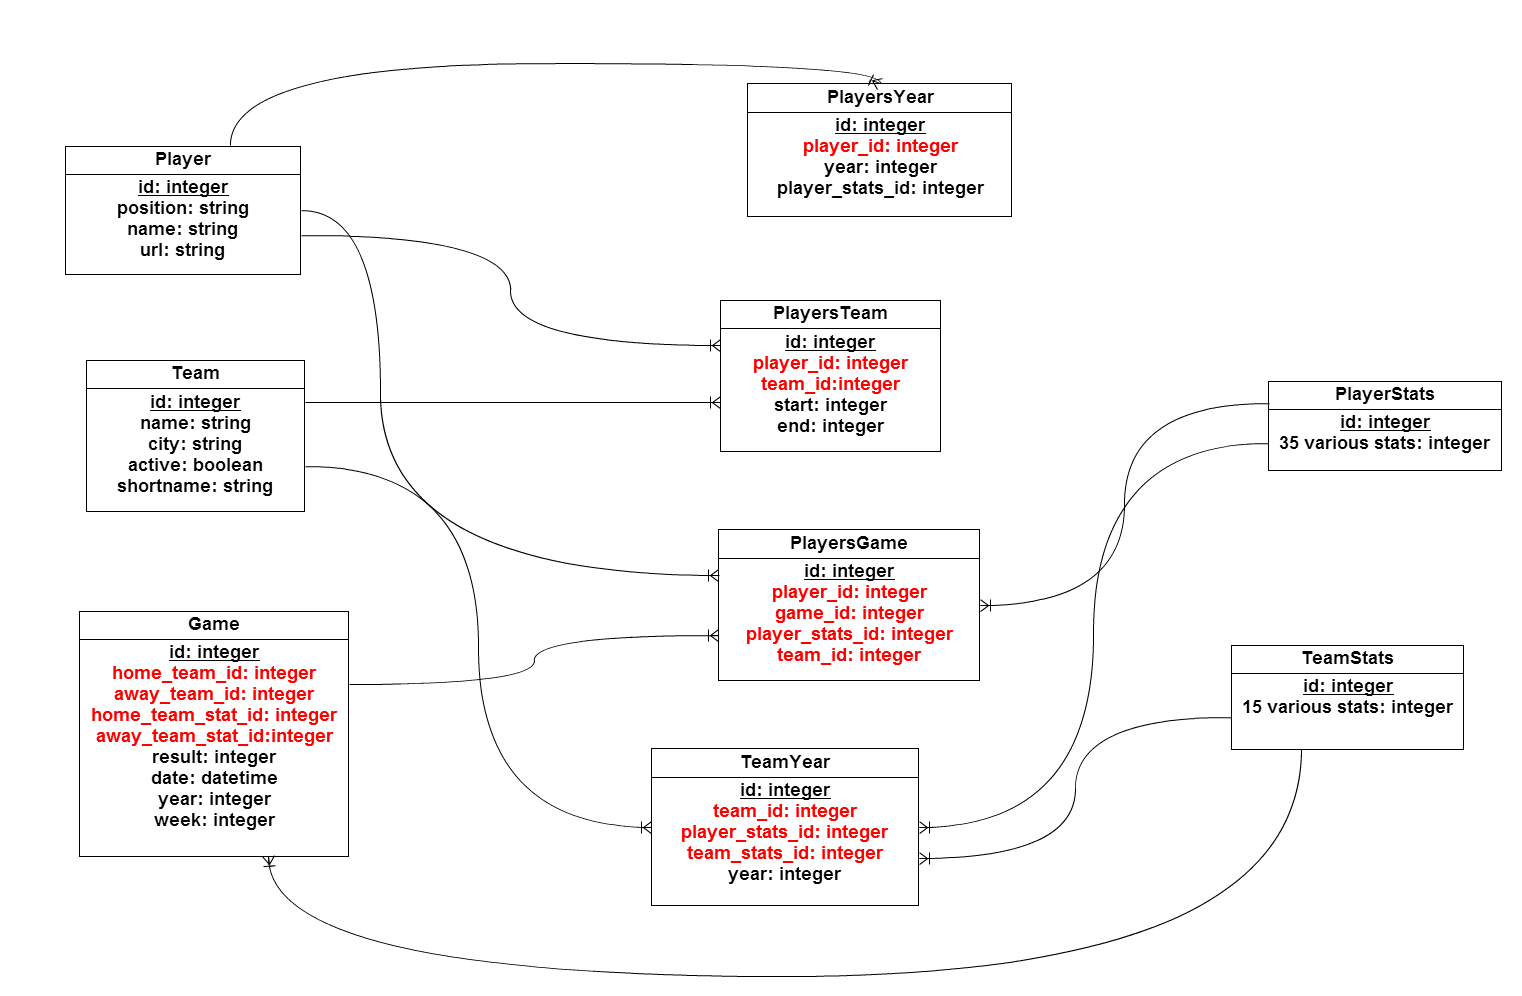 PlayersYear
id: integer
player_id: integer
year: integer
player_stats_id: integer
Player
id: integer
position: string
name: string
url: string
PlayersTeam
id: integer
player_id: integer
team_id:integer
start: integer
end: integer
Team
id: integer
name: string
city: string
active: boolean
shortname: string
PlayerStats
id: integer
35 various stats: integer
PlayersGame
id: integer
player_id: integer
game_id: integer
player_stats_id: integer
team_id: integer
Game
id: integer
home_team_id: integer
away_team_id: integer
home_team_stat_id: integer
away_team_stat_id:integer
result: integer
date: datetime
year: integer
week: integer
TeamStats
id: integer
15 various stats: integer
TeamYear
id: integer
team_id: integer
player_stats_id: integer
team_stats_id: integer
year: integer